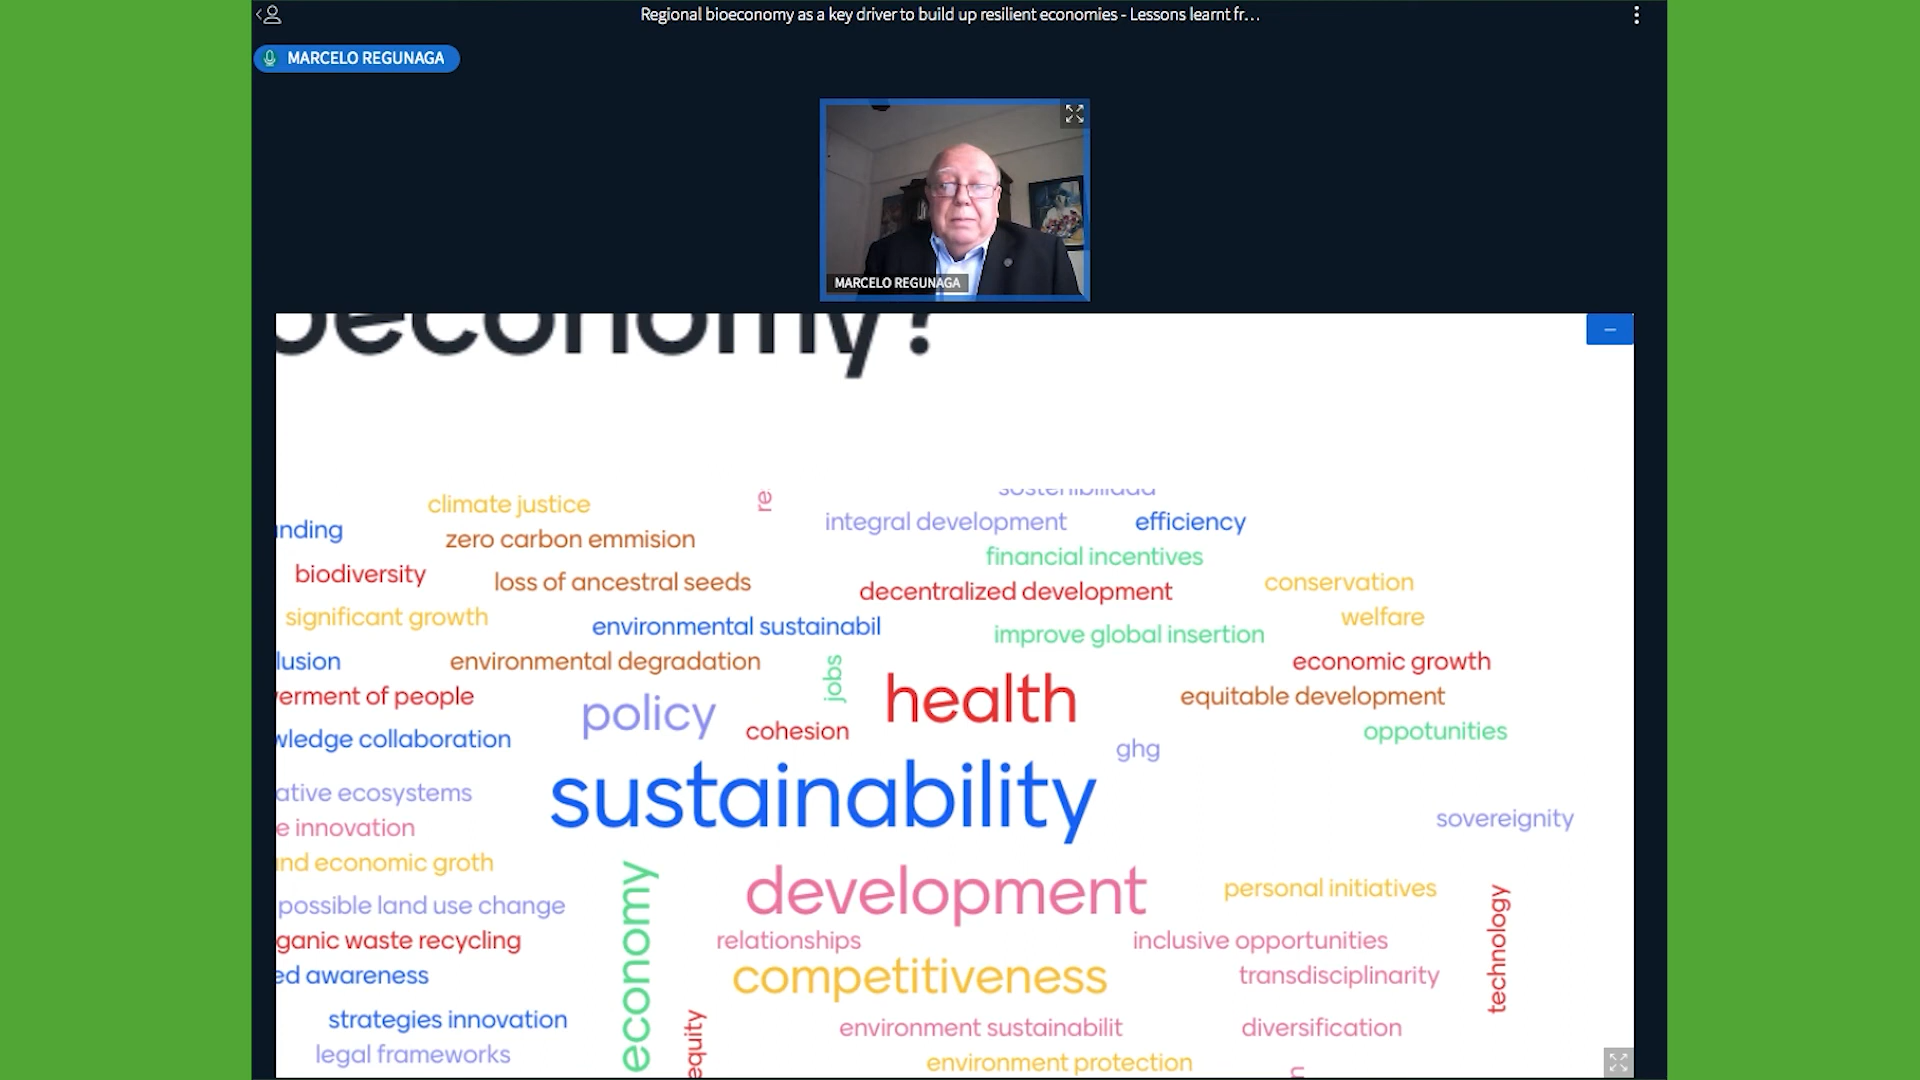 Regional bioeconomy as a key driver to build up resilient economies - Lessons learnt fr...
MARCELO REGUNAGA
MARCELO REGUNAGA
oeconomy?
sostenibilidad
climate justice
re
integral development
efficiency
nding
zero carbon emmision
financial incentives
biodiversity
loss of ancestral seeds
decentralized development
conservation
significant growth
environmental sustainabil
improve global insertion
welfare
lusion
environmental degradation
jobs
economic growth
erment of people
policy
cohesion
health
equitable development
wledge collaboration
ghg
oppotunities
sustainability
ative ecosystems
sovereignity
e innovation
nd economic groth
economy
development
personal initiatives
technology
possible land use change
ganic waste recycling
relationships
inclusive opportunities
ed awareness
competitiveness
transdisciplinarity
strategies innovation
equity
environment sustainabilit
diversification
legal frameworks
environment protection